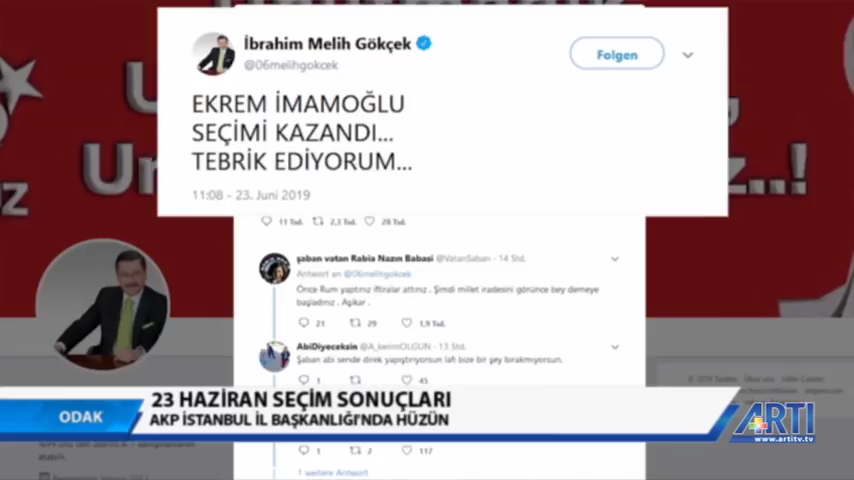 İbrahim Melih Gökçek
@06melihgokcek
Folgen
EKREM İMAMOĞLU
SEÇİMİ KAZANDI...
TEBRİK EDİYORUM...
11:08 - 23. Juni 2019
11 Tsd. 2,3 Tsd. 28 Tsd.
şaban vatan Rabia Nazın Babasi @VatanSaban · 14 Std.
Antwort an @06melihgokcek
Önce Rum yaptınız iftiralar attınız . Şimdi millet iradesini görünce bey demeye
başladınız . Aşkar .
21 29 1,9 Tsd.
AbiDiyeceksin @A_kerimOLGUN · 13 Std.
Şaban abi sende direk yapıştırıyorsun lafı bize bir şey bırakmıyorsun.
1 45
ODAK
23 HAZİRAN SEÇİM SONUÇLARI
AKP İSTANBUL İL BAŞKANLIĞI'NDA HÜZÜN
ARTI
www.artitv.tv
1 2 117
1 weitere Antwort